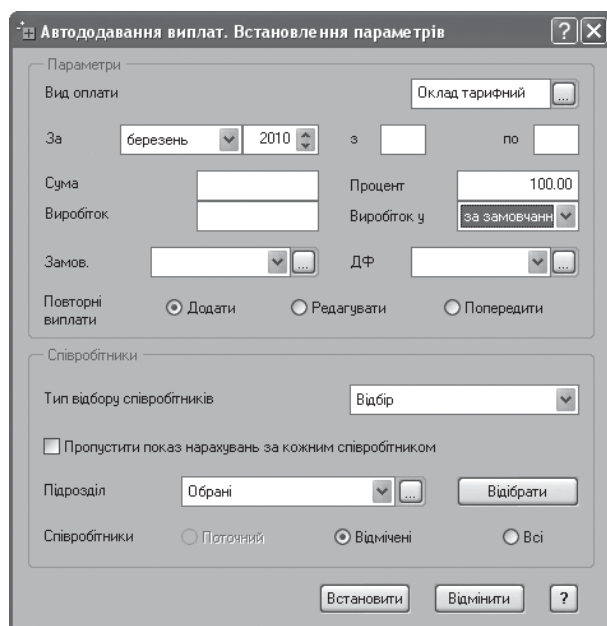 Автододавання виплат. Встановлення параметрів ? X
Параметри
Вид оплати Оклад тарифний ...
За березень 2010 з по
Сума Процент 100.00
Виробіток Виробіток у за замовчанн
Замов. ... ДФ ...
Повторні виплати Додати Редагувати Попередити
Співробітники
Тип відбору співробітників Відбір
Пропустити показ нарахувань за кожним співробітником
Підрозділ Обрані ... Відібрати
Співробітники Поточний Відмічені Всі
Встановити Відмінити ?